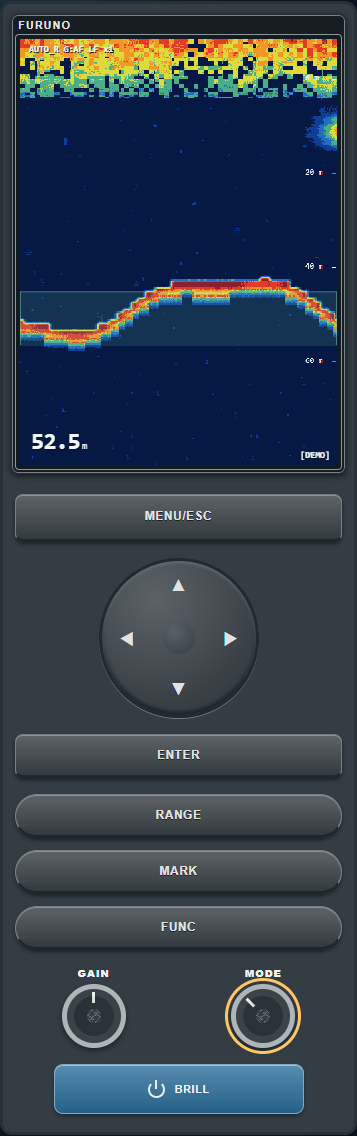 FURUNO
AUTO_R G:AF LF x1
20 m
40 m
60 m
52.5m
[DEMO]
MENU/ESC
ENTER
RANGE
MARK
FUNC
GAIN
MODE
BRILL